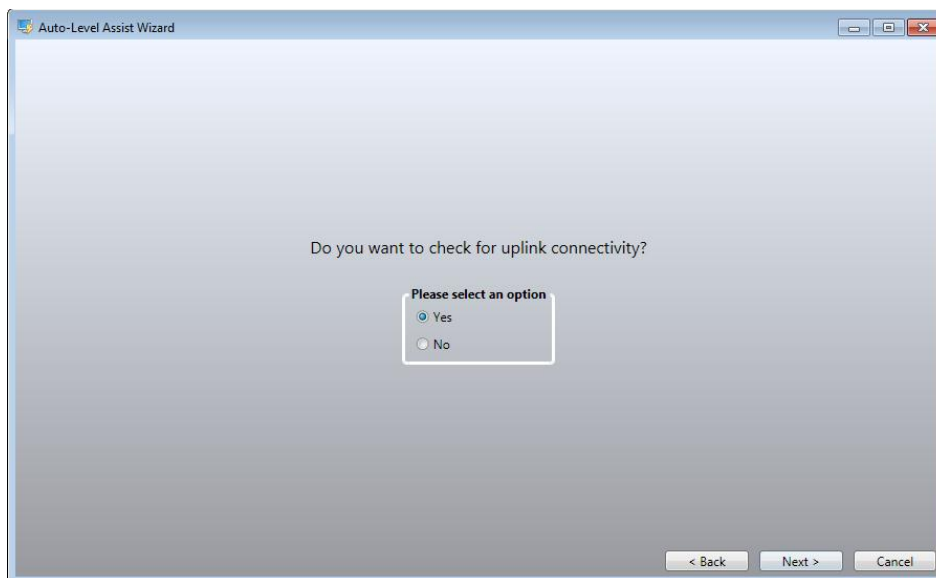 Auto-Level Assist Wizard
Do you want to check for uplink connectivity?
Please select an option
Yes
No
< Back
Next >
Cancel